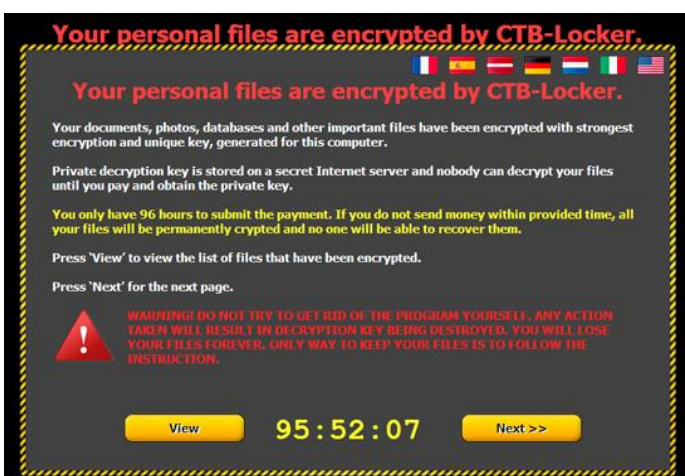 Your personal files are encrypted by CTB-Locker.
Your personal files are encrypted by CTB-Locker.
Your documents, photos, databases and other important files have been encrypted with strongest
encryption and unique key, generated for this computer.
Private decryption key is stored on a secret Internet server and nobody can decrypt your files
until you pay and obtain the private key.
You only have 96 hours to submit the payment. If you do not send money within provided time, all
your files will be permanently crypted and no one will be able to recover them.
Press 'View' to view the list of files that have been encrypted.
Press 'Next' for the next page.
WARNING! DO NOT TRY TO GET RID OF THE PROGRAM YOURSELF. ANY ACTION
TAKEN WILL RESULT IN DECRYPTION KEY BEING DESTROYED. YOU WILL LOSE
YOUR FILES FOREVER. ONLY WAY TO KEEP YOUR FILES IS TO FOLLOW THE
INSTRUCTION.
View 95:52:07 Next >>